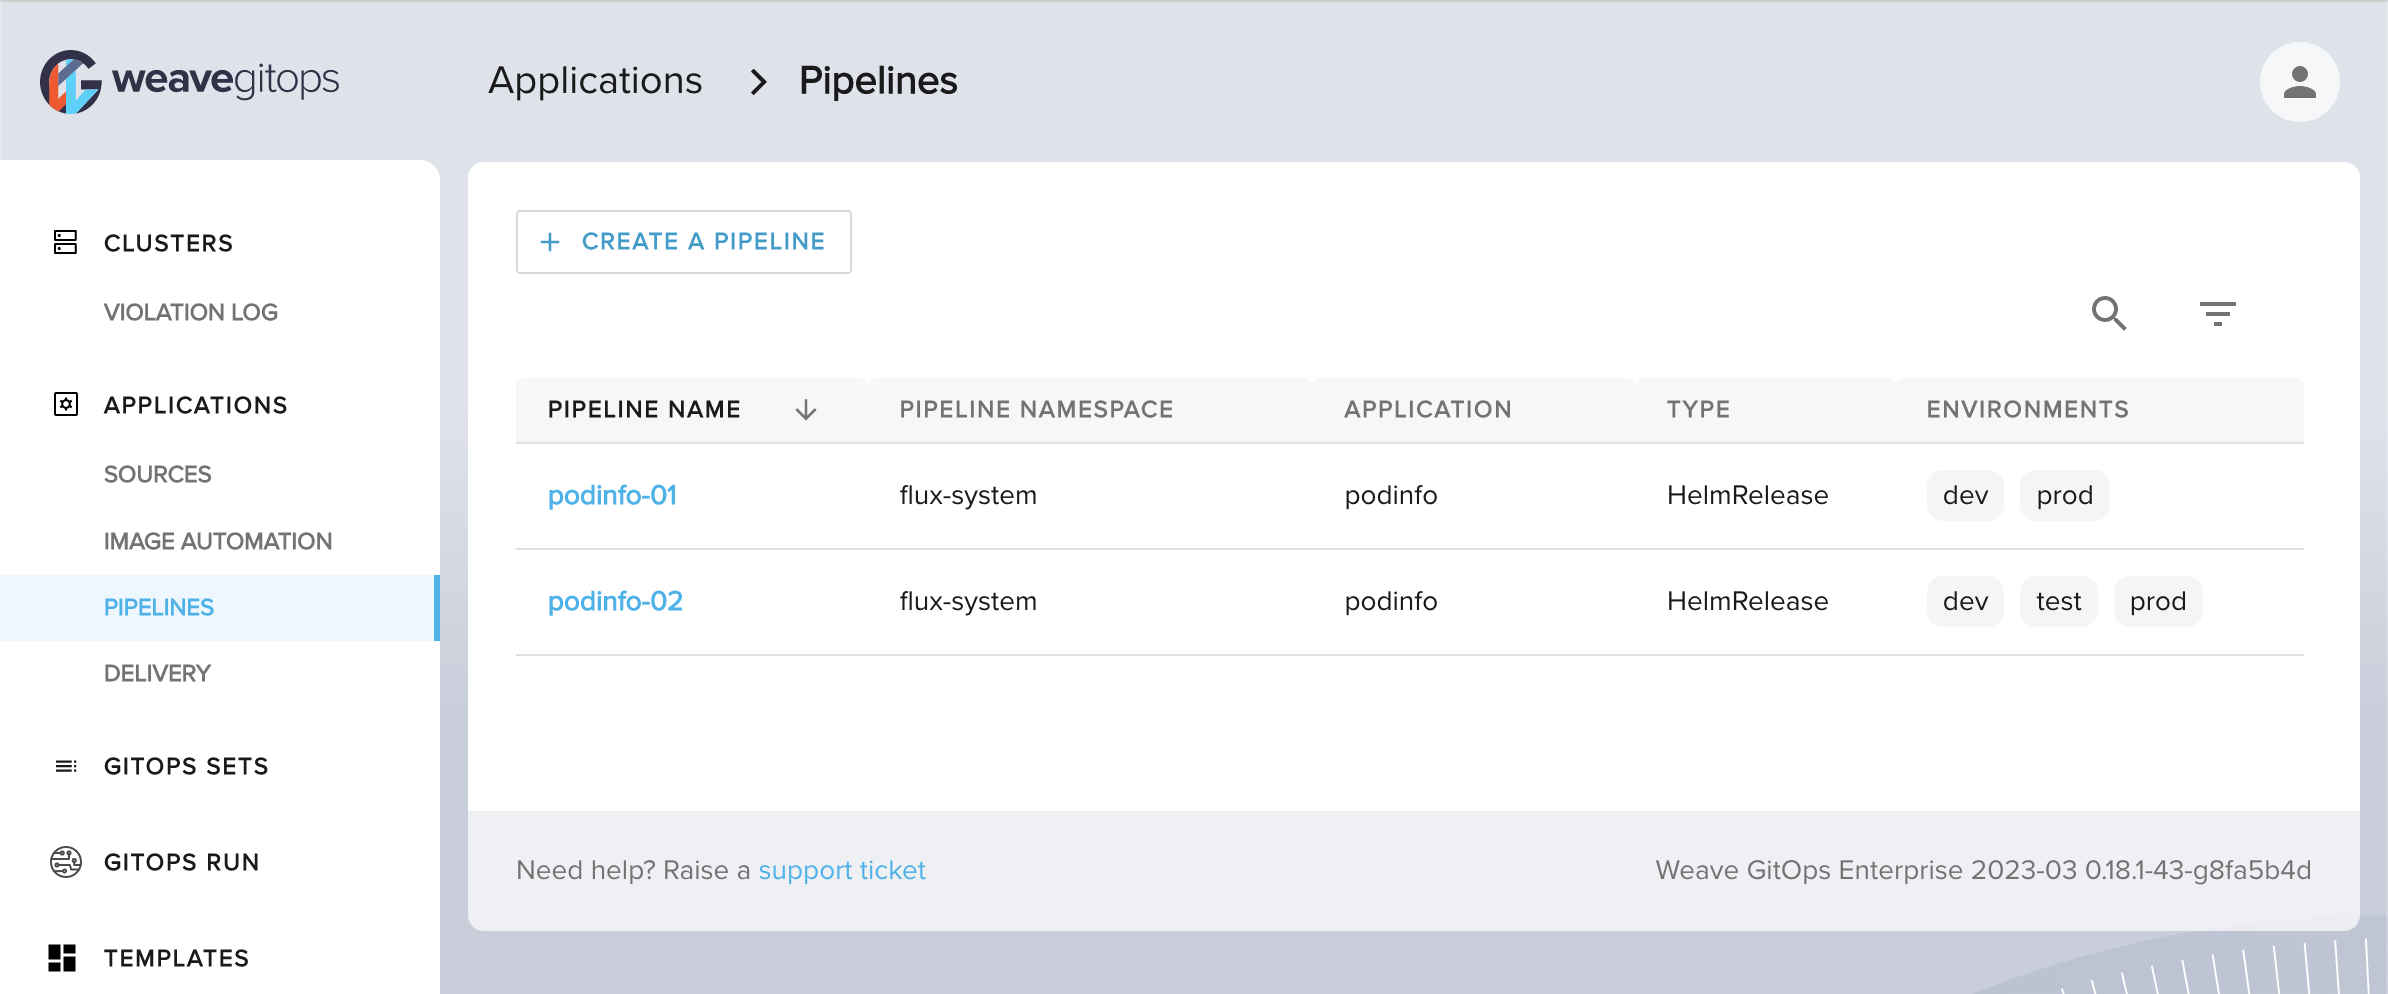 weavegitops
Applications > Pipelines
CLUSTERS
VIOLATION LOG
APPLICATIONS
SOURCES
IMAGE AUTOMATION
PIPELINES
DELIVERY
GITOPS SETS
GITOPS RUN
TEMPLATES
+ CREATE A PIPELINE
PIPELINE NAME PIPELINE NAMESPACE APPLICATION TYPE ENVIRONMENTS
podinfo-01 flux-system podinfo HelmRelease dev prod
podinfo-02 flux-system podinfo HelmRelease dev test prod
Need help? Raise a support ticket Weave GitOps Enterprise 2023-03 0.18.1-43-g8fa5b4d